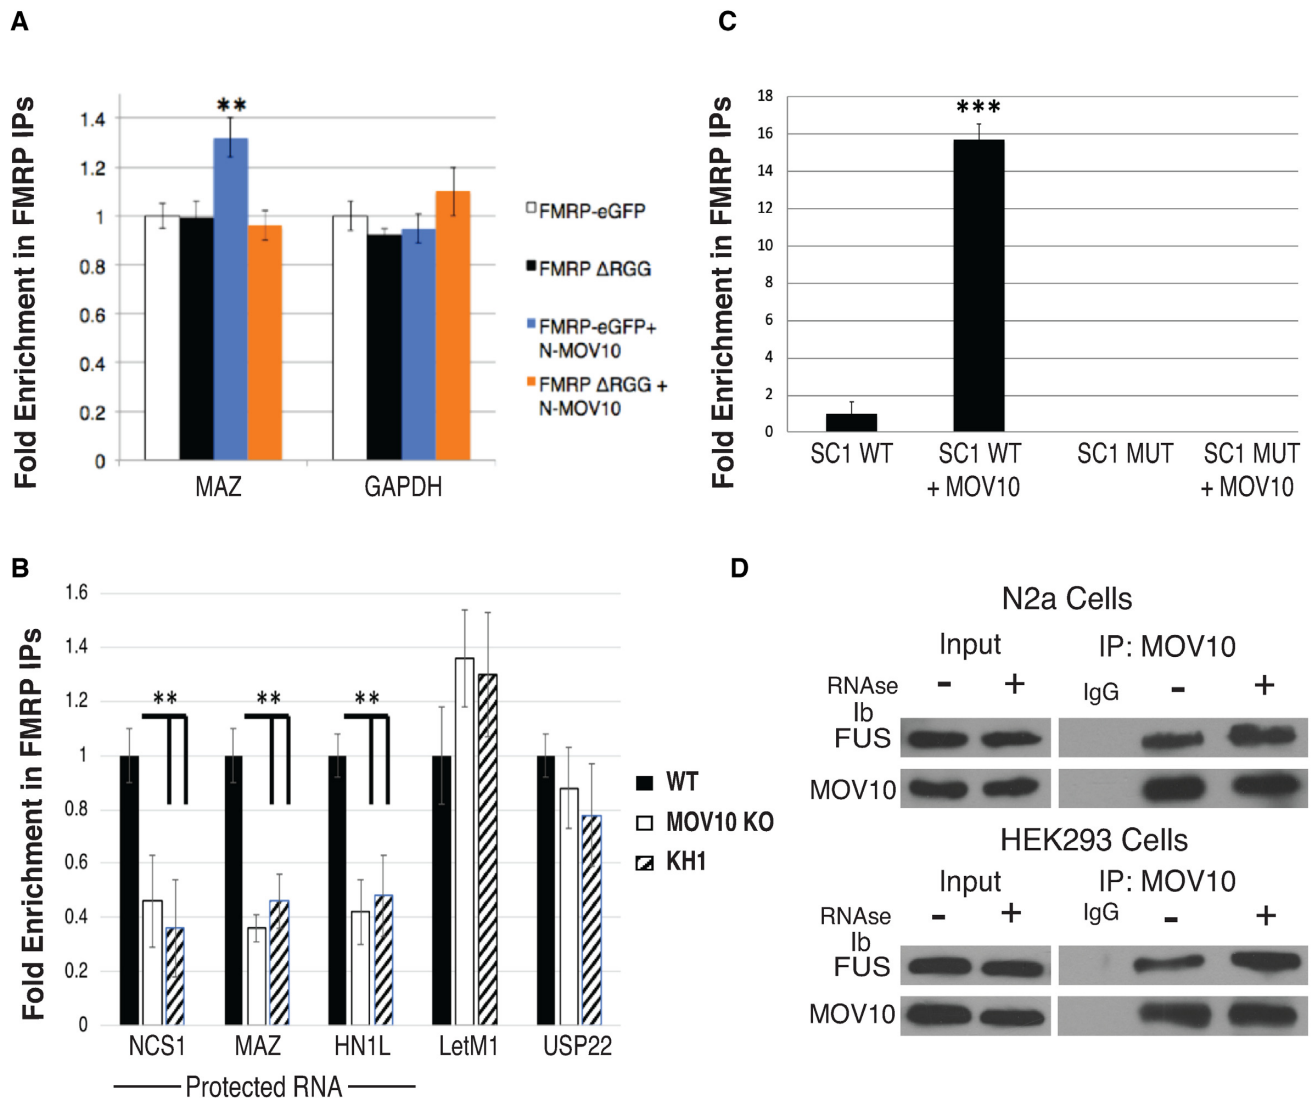 A
Fold Enrichment in FMRP IPs
**
1.4
1.2
1
0.8
0.6
0.4
0.2
0
MAZ
GAPDH
FMRP-eGFP
FMRP ΔRGG
FMRP-eGFP+
N-MOV10
FMRP ΔRGG +
N-MOV10
C
Fold Enrichment in FMRP IPs
***
18
16
14
12
10
8
6
4
2
0
SC1 WT
SC1 WT
+ MOV10
SC1 MUT
SC1 MUT
+ MOV10
B
Fold Enrichment in FMRP IPs
1.6
1.4
1.2
1
0.8
0.6
0.4
0.2
0
**
**
**
NCS1
MAZ
HN1L
LetM1
USP22
Protected RNA
WT
MOV10 KO
KH1
D
N2a Cells
Input
IP: MOV10
RNAse
- +
IgG - +
Ib
FUS
MOV10
HEK293 Cells
Input
IP: MOV10
RNAse
- +
IgG - +
Ib
FUS
MOV10